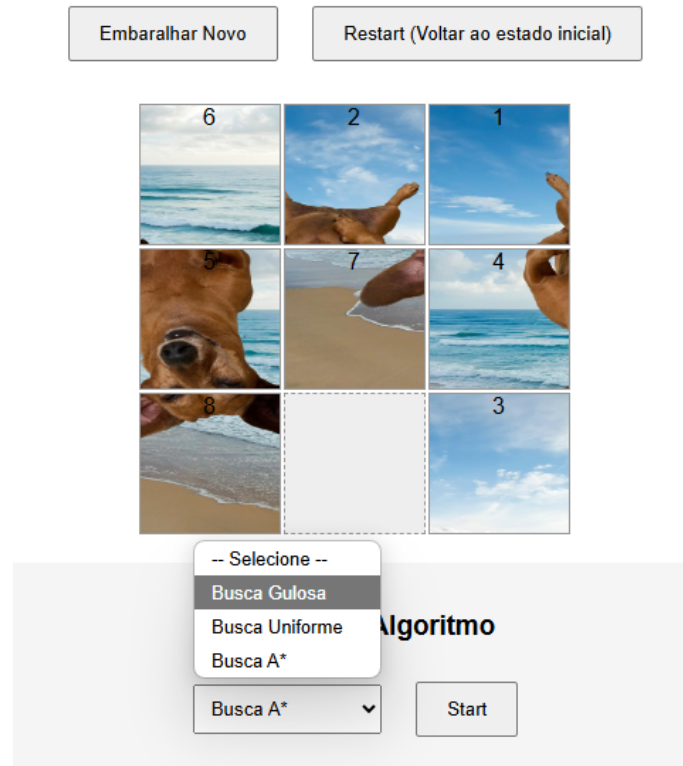 Embaralhar Novo
Restart (Voltar ao estado inicial)
6
2
1
5
7
4
8
3
-- Selecione --
Busca Gulosa
Busca Uniforme
Busca A*
Algoritmo
Busca A*
Start